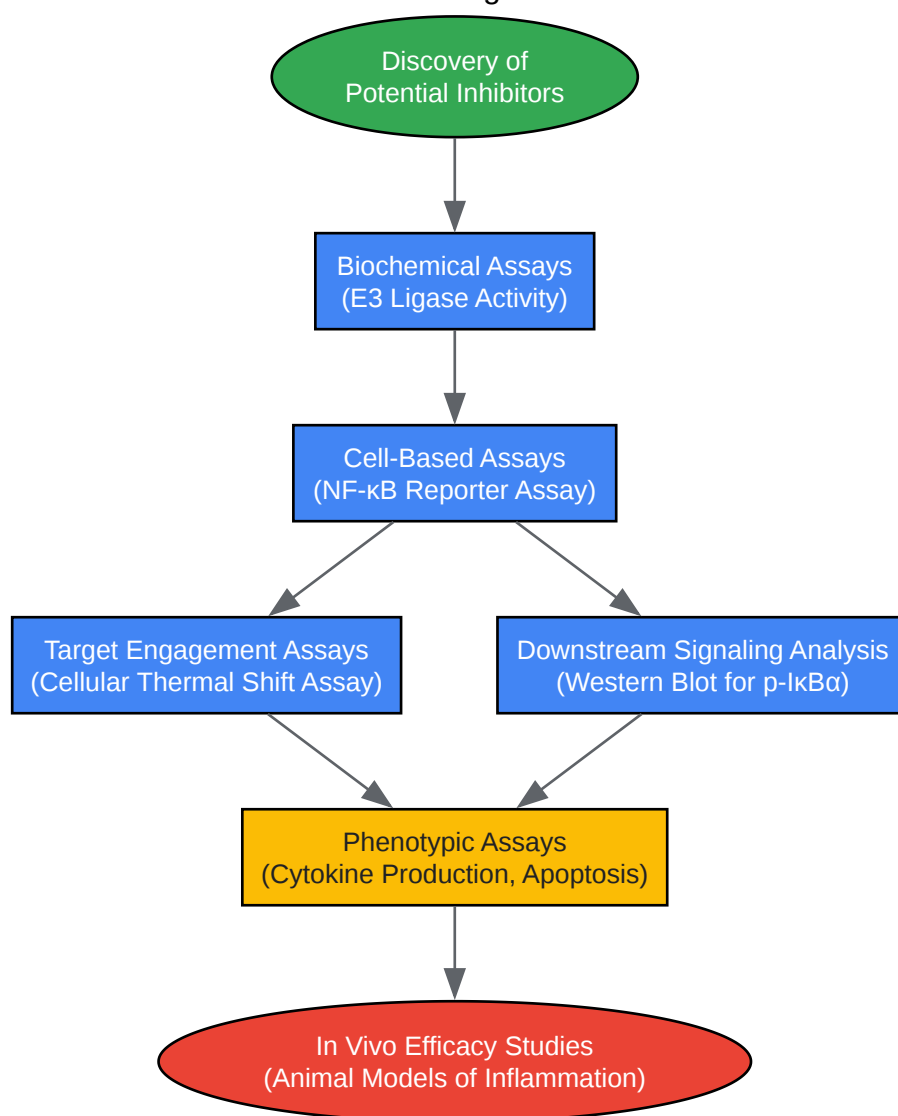 Discovery of
Potential Inhibitors
Biochemical Assays
(E3 Ligase Activity)
Cell-Based Assays
(NF-κB Reporter Assay)
Target Engagement Assays
(Cellular Thermal Shift Assay)
Downstream Signaling Analysis
(Western Blot for p-IκBα)
Phenotypic Assays
(Cytokine Production, Apoptosis)
In Vivo Efficacy Studies
(Animal Models of Inflammation)